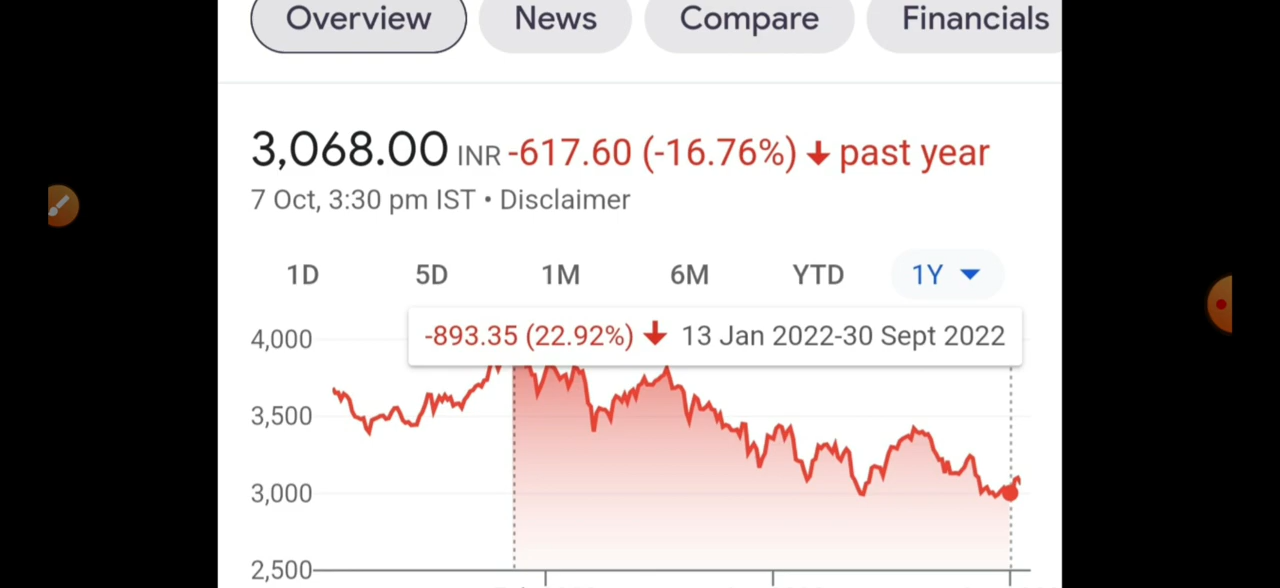 Overview News Compare Financials
3,068.00 INR -617.60 (-16.76%) ↓ past year
7 Oct, 3:30 pm IST • Disclaimer
1D 5D 1M 6M YTD 1Y
-893.35 (22.92%) ↓ 13 Jan 2022-30 Sept 2022
4,000
3,500
3,000
2,500